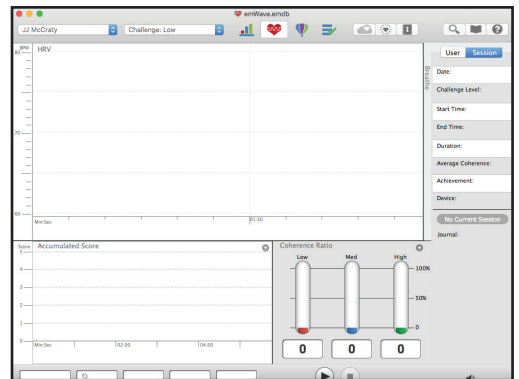 emWave.emdb
JJ McCraty
Challenge: Low
1
?
BPM
HRV
80
70
60
Min:Sec
01:30
Breathe
User
Session
Date:
Challenge Level:
Start Time:
End Time:
Duration:
Average Coherence:
Achievement:
Device:
No Current Session
Journal:
Score
Accumulated Score
5
4
3
2
1
0
Min:Sec
02:00
04:00
Coherence Ratio
Low
Med
High
100%
50%
0
0
0
0